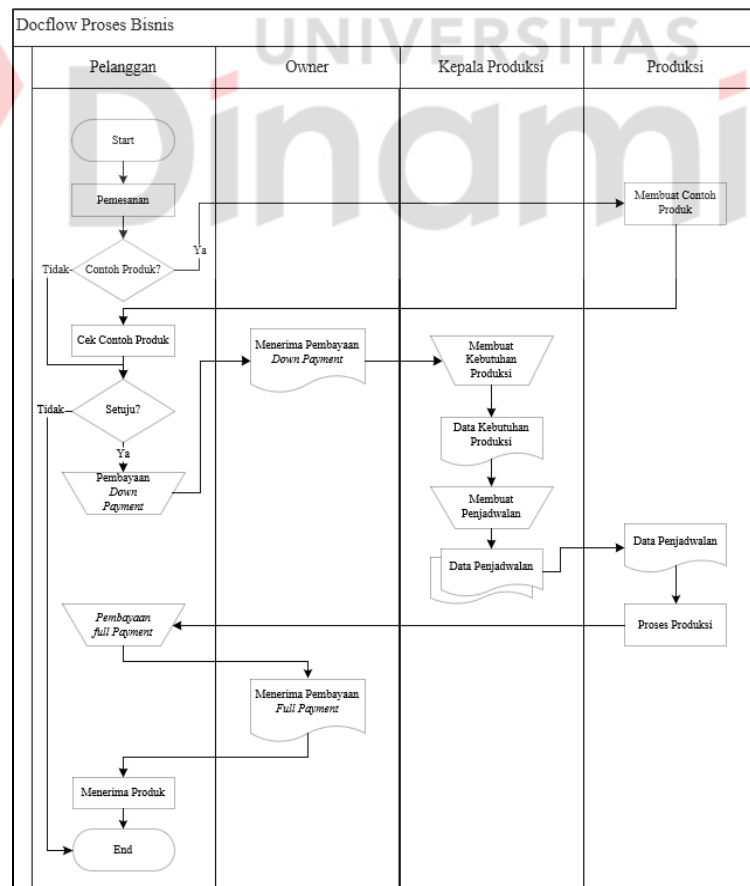 UNIVERSITAS
Dinami
Docflow Proses Bisnis
Pelanggan
Owner
Kepala Produksi
Produksi
Start
Pemesanan
Membuat Contoh
Produk
Ya
Tidak
Contoh Produk?
Cek Contoh Produk
Menerima Pembayaan
Down Payment
Membuat
Kebutuhan
Produksi
Tidak
Setuju?
Data Kebutuhan
Produksi
Ya
Pembayaan
Down
Payment
Membuat
Penjadwalan
Data Penjadwalan
Data Penjadwalan
Pembayaan
full Payment
Proses Produksi
Menerima Pembayaan
Full Payment
Menerima Produk
End